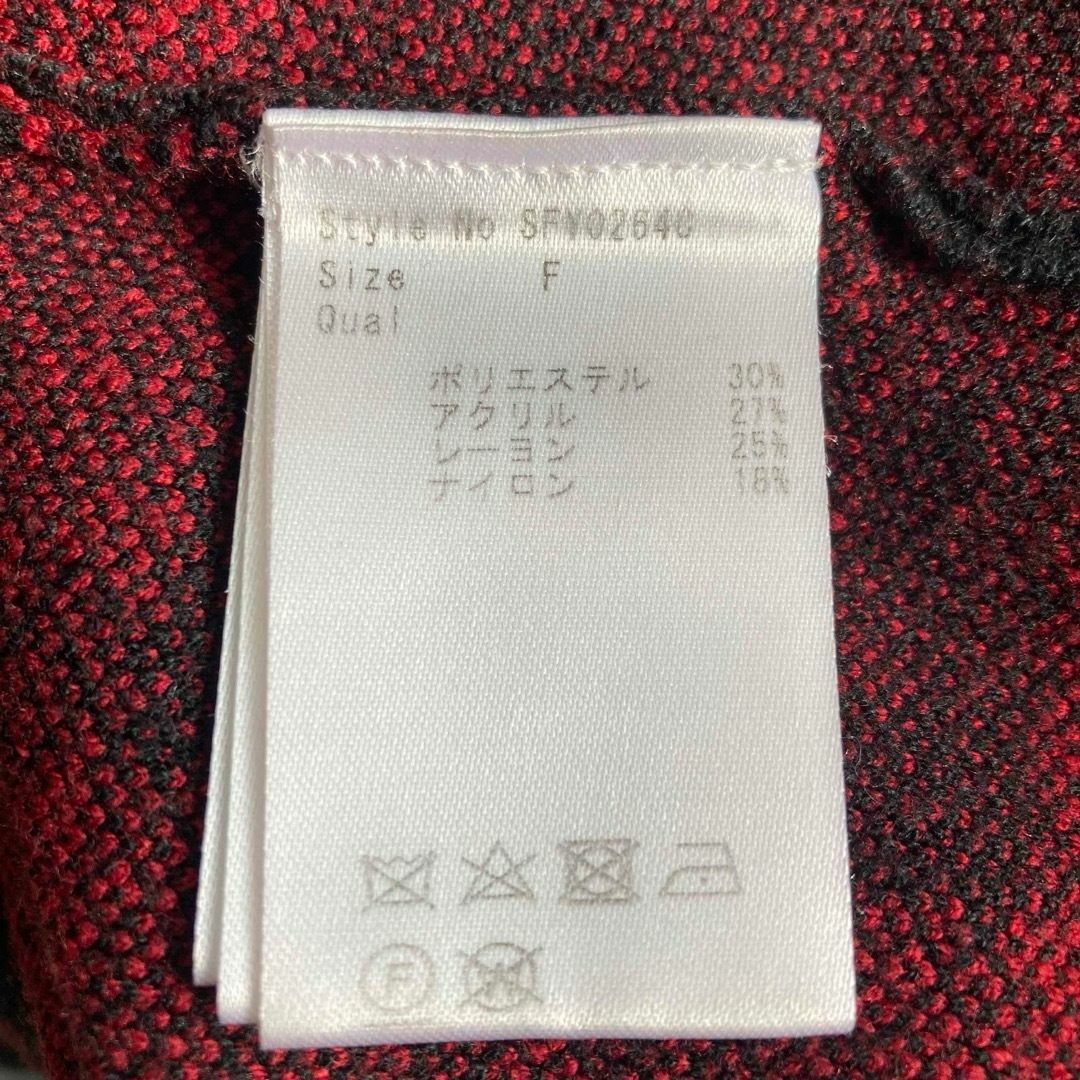 Style No SFW0264C
Size F
Qual
ポリエステル 30%
アクリル 27%
レーヨン 25%
ナイロン 18%
F
W